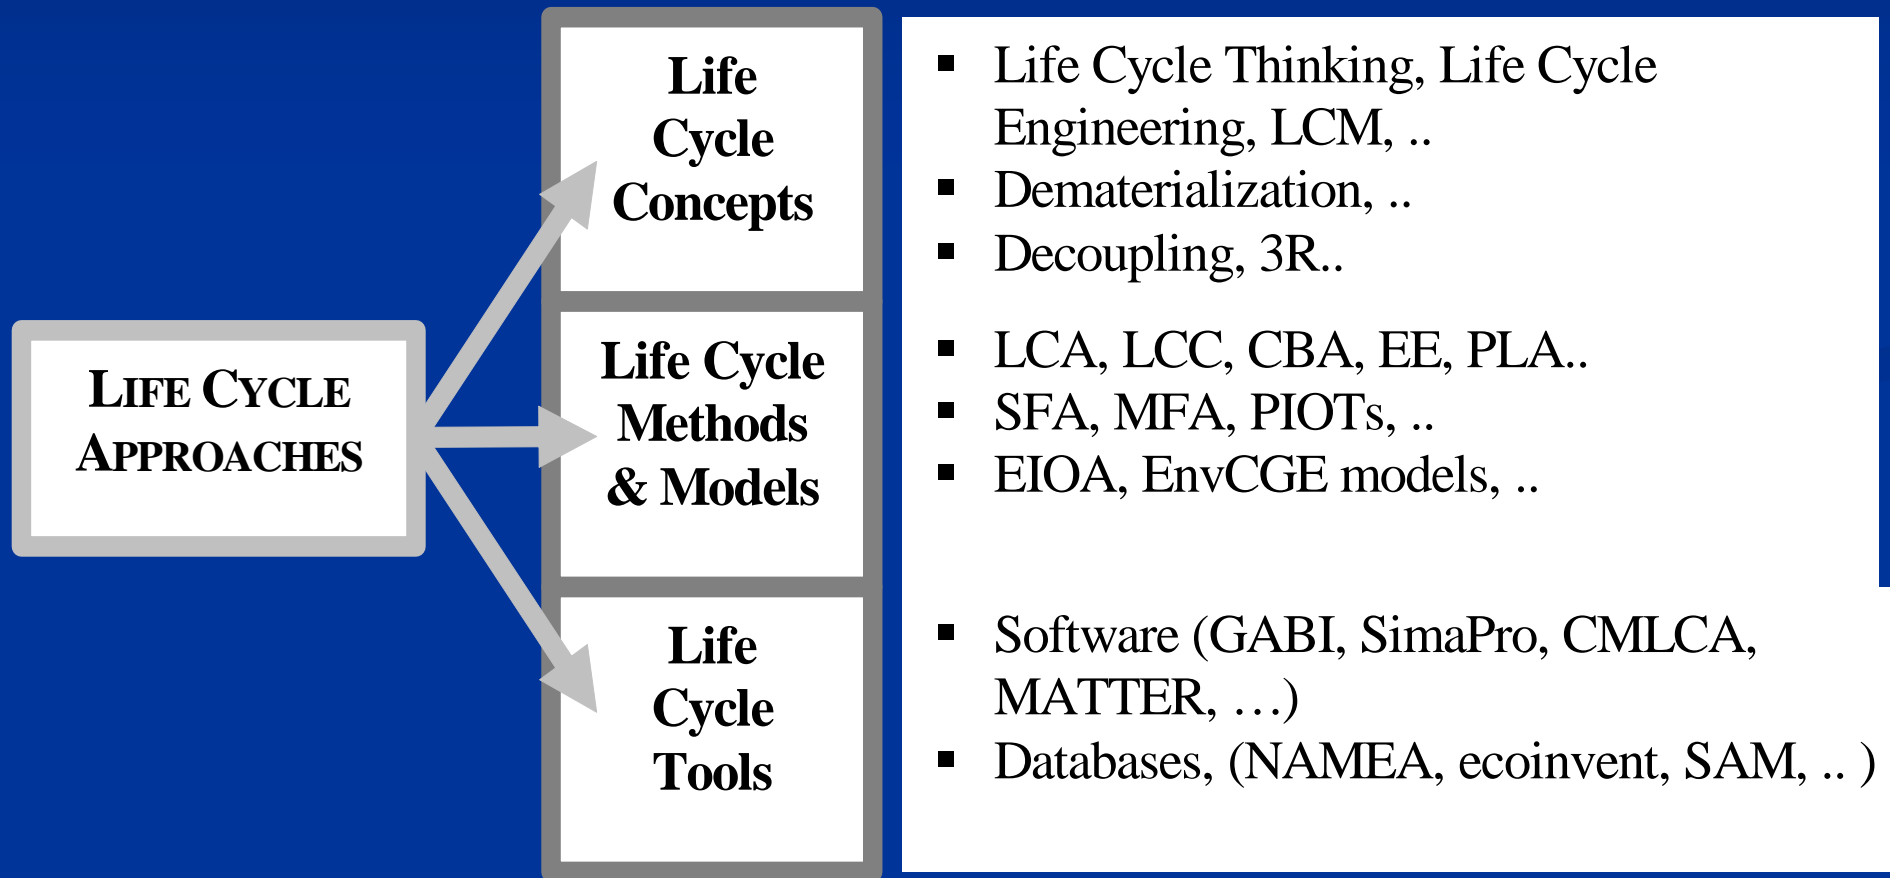 LIFE CYCLE
APPROACHES
Life
Cycle
Concepts
▪ Life Cycle Thinking, Life Cycle
Engineering, LCM, ..
▪ Dematerialization, ..
▪ Decoupling, 3R..
Life Cycle
Methods
& Models
▪ LCA, LCC, CBA, EE, PLA..
▪ SFA, MFA, PIOTs, ..
▪ EIOA, EnvCGE models, ..
Life
Cycle
Tools
▪ Software (GABI, SimaPro, CMLCA,
MATTER, …)
▪ Databases, (NAMEA, ecoinvent, SAM, .. )